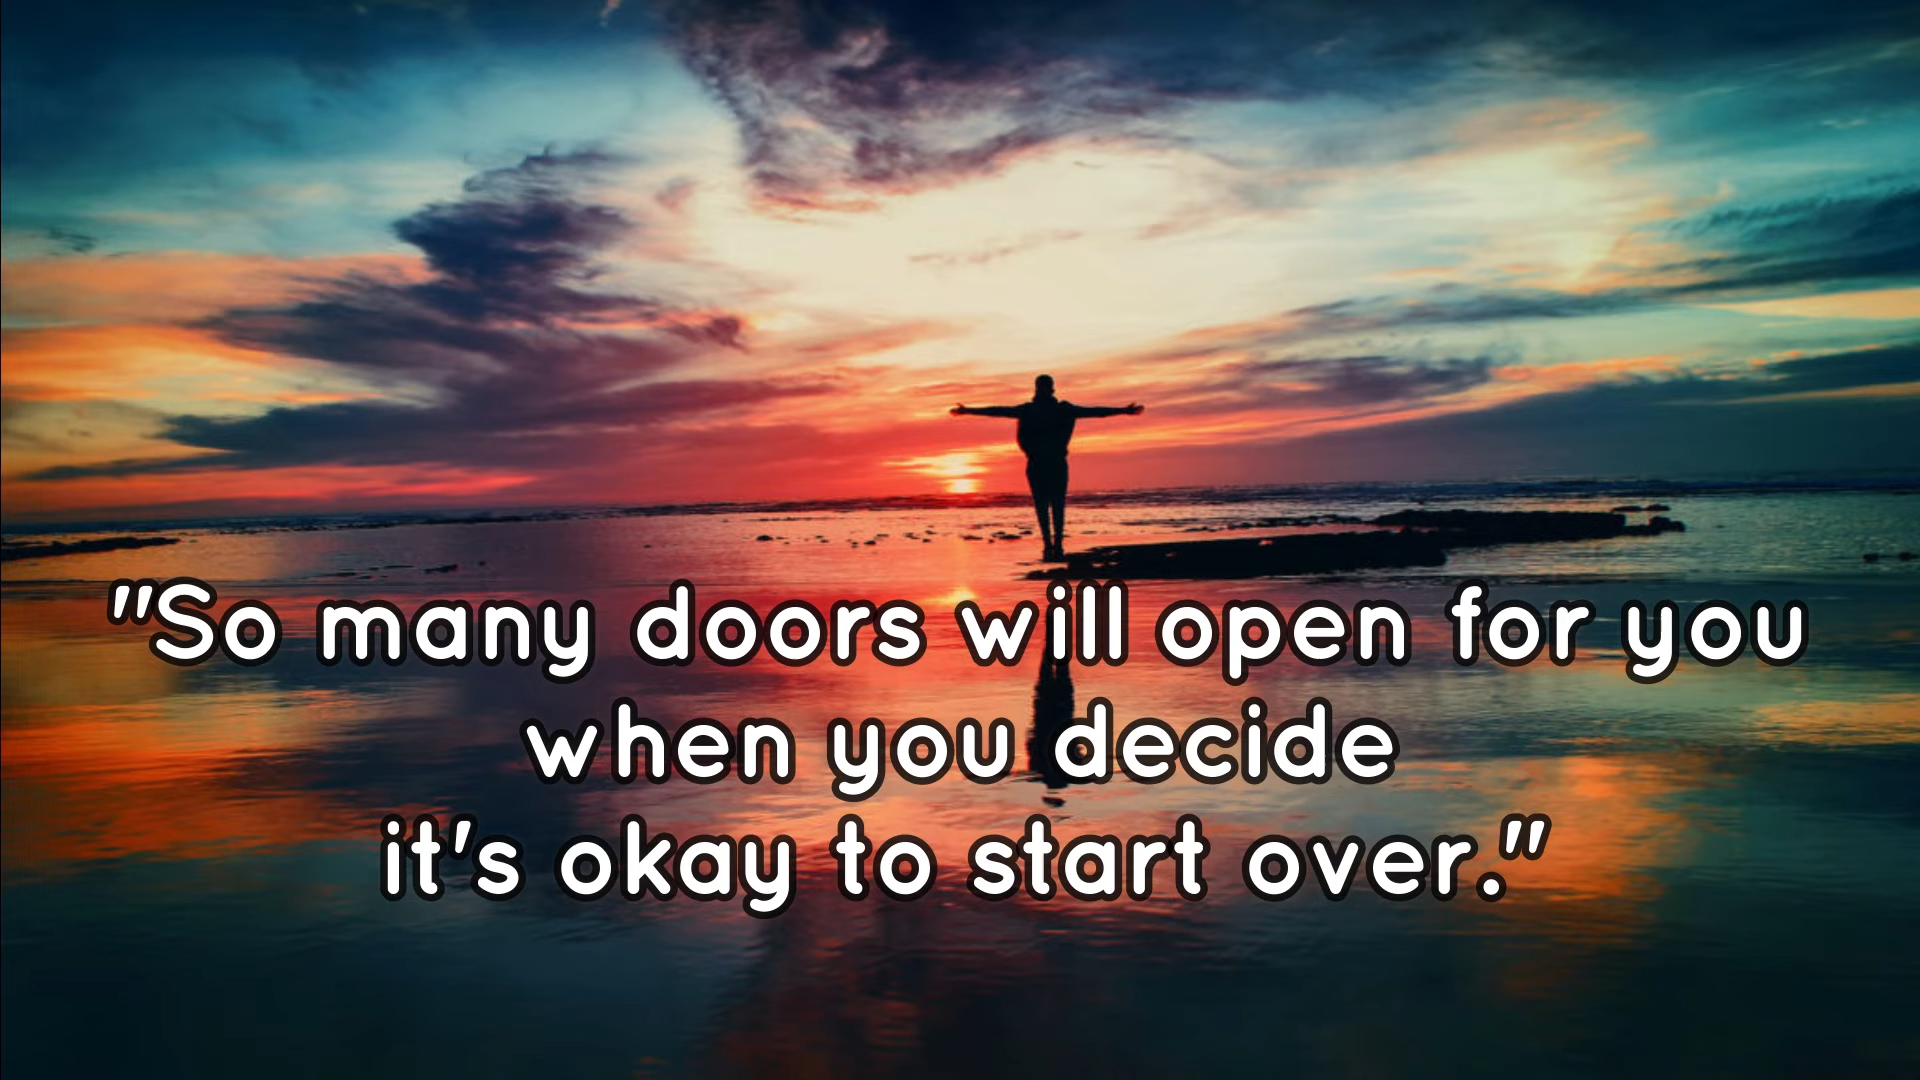 "So many doors will open for you
when you decide
it's okay to start over."